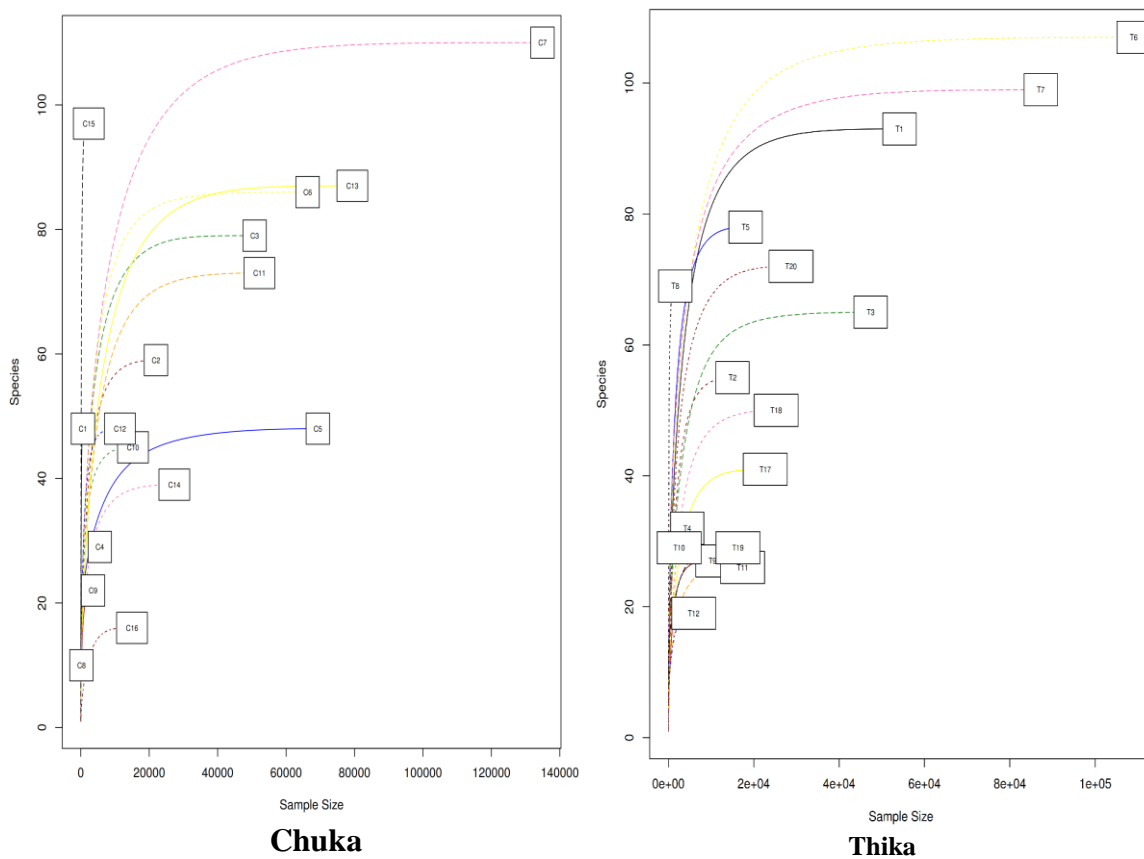 C7
C15
C6
C13
C3
C11
C2
C1
C12
C10
C5
C14
C4
C9
C16
C8
Species
0
20
40
60
80
100
0
20000
40000
60000
80000
100000
120000
140000
Sample Size
Chuka
T6
T7
T1
T5
T8
T20
T3
T2
T18
T17
T4
T10
T9
T19
T11
T12
Species
0
20
40
60
80
100
0e+00
2e+04
4e+04
6e+04
8e+04
1e+05
Sample Size
Thika